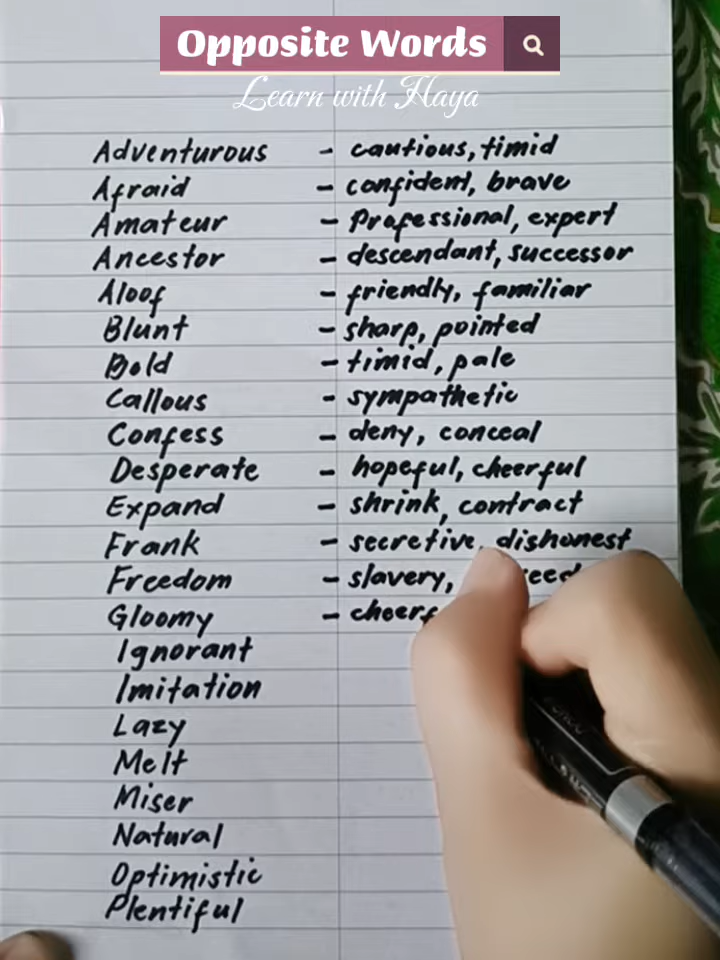 Opposite Words
Learn with Haya
Adventurous - cautious, timid
Afraid - confident, brave
Amateur - Professional, expert
Ancestor - descendant, successor
Aloof - friendly, familiar
Blunt - sharp, pointed
Bold - timid, pale
Callous - sympathetic
Confess - deny, conceal
Desperate - hopeful, cheerful
Expand - shrink, contract
Frank - secretive, dishonest
Freedom - slavery,
Gloomy -
Ignorant
Imitation
Lazy
Melt
Miser
Natural
Optimistic
Plentiful